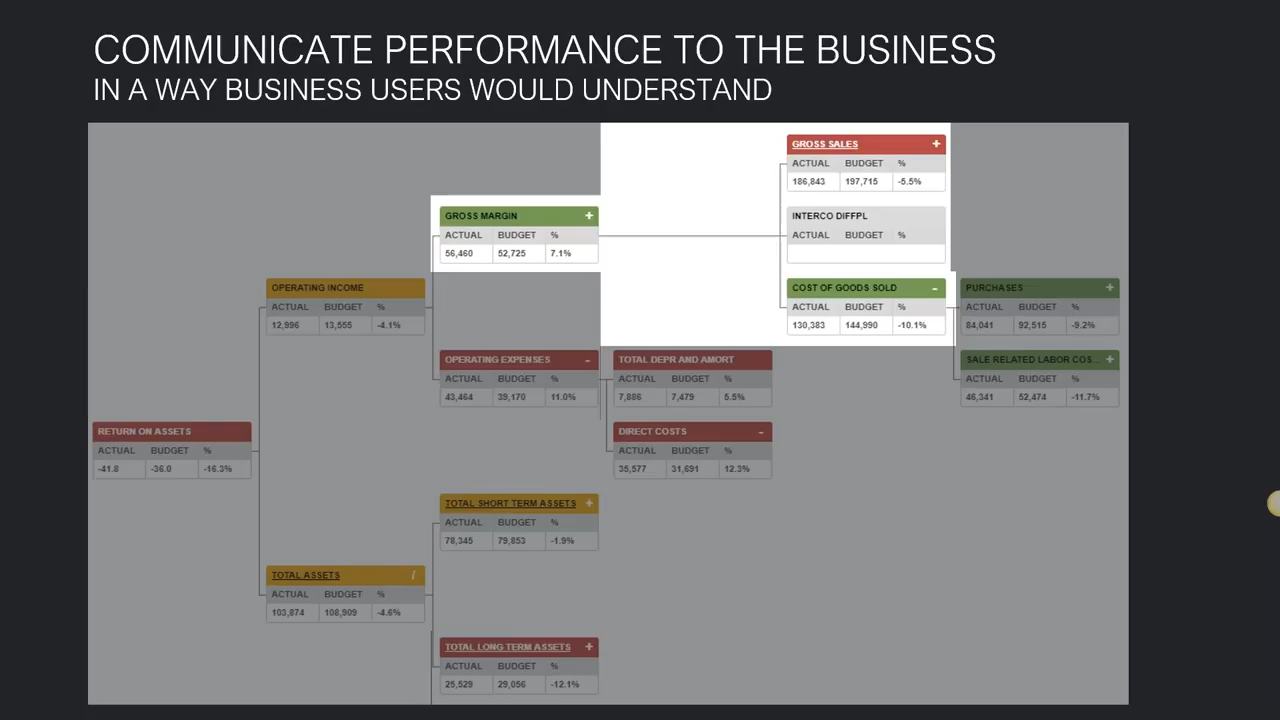 COMMUNICATE PERFORMANCE TO THE BUSINESS
IN A WAY BUSINESS USERS WOULD UNDERSTAND
GROSS SALES +
ACTUAL BUDGET %
186,843 197,715 -5.5%
GROSS MARGIN +
ACTUAL BUDGET %
56,460 52,725 7.1%
INTERCO DIFFPL
ACTUAL BUDGET %
OPERATING INCOME
ACTUAL BUDGET %
12,996 13,555 -4.1%
COST OF GOODS SOLD -
ACTUAL BUDGET %
130,383 144,990 -10.1%
PURCHASES +
ACTUAL BUDGET %
84,041 92,515 -9.2%
OPERATING EXPENSES -
ACTUAL BUDGET %
43,464 39,170 11.0%
TOTAL DEPR AND AMORT
ACTUAL BUDGET %
7,886 7,479 5.5%
SALE RELATED LABOR COS... +
ACTUAL BUDGET %
46,341 52,474 -11.7%
RETURN ON ASSETS
ACTUAL BUDGET %
-41.8 -36.0 -16.3%
DIRECT COSTS -
ACTUAL BUDGET %
35,577 31,691 12.3%
TOTAL SHORT TERM ASSETS +
ACTUAL BUDGET %
78,345 79,853 -1.9%
TOTAL ASSETS /
ACTUAL BUDGET %
103,874 108,909 -4.6%
TOTAL LONG TERM ASSETS +
ACTUAL BUDGET %
25,529 29,056 -12.1%